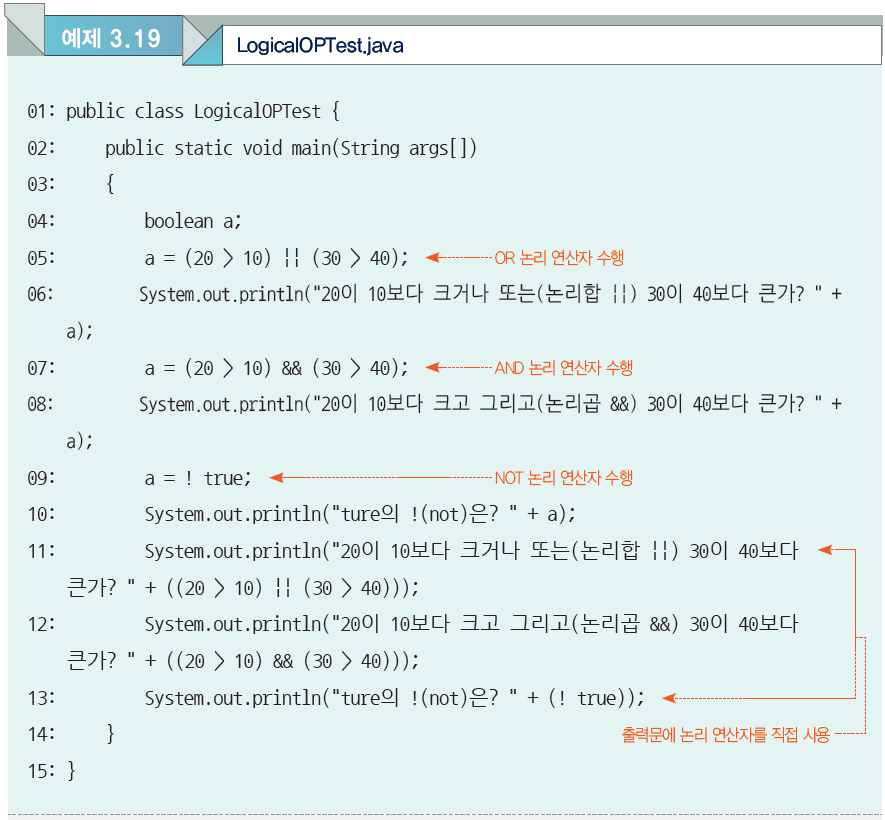 예제 3.19
LogicalOPTest.java
01: public class LogicalOPTest {
02: public static void main(String args[])
03: {
04: boolean a;
05: a = (20 > 10) || (30 > 40); OR 논리 연산자 수행
06: System.out.println("20이 10보다 크거나 또는(논리합 ||) 30이 40보다 큰가? " +
a);
07: a = (20 > 10) && (30 > 40); AND 논리 연산자 수행
08: System.out.println("20이 10보다 크고 그리고(논리곱 &&) 30이 40보다 큰가? " +
a);
09: a = ! true; NOT 논리 연산자 수행
10: System.out.println("ture의 !(not)은? " + a);
11: System.out.println("20이 10보다 크거나 또는(논리합 ||) 30이 40보다
큰가? " + ((20 > 10) || (30 > 40)));
12: System.out.println("20이 10보다 크고 그리고(논리곱 &&) 30이 40보다
큰가? " + ((20 > 10) && (30 > 40)));
13: System.out.println("ture의 !(not)은? " + (! true));
14: } 출력문에 논리 연산자를 직접 사용
15: }